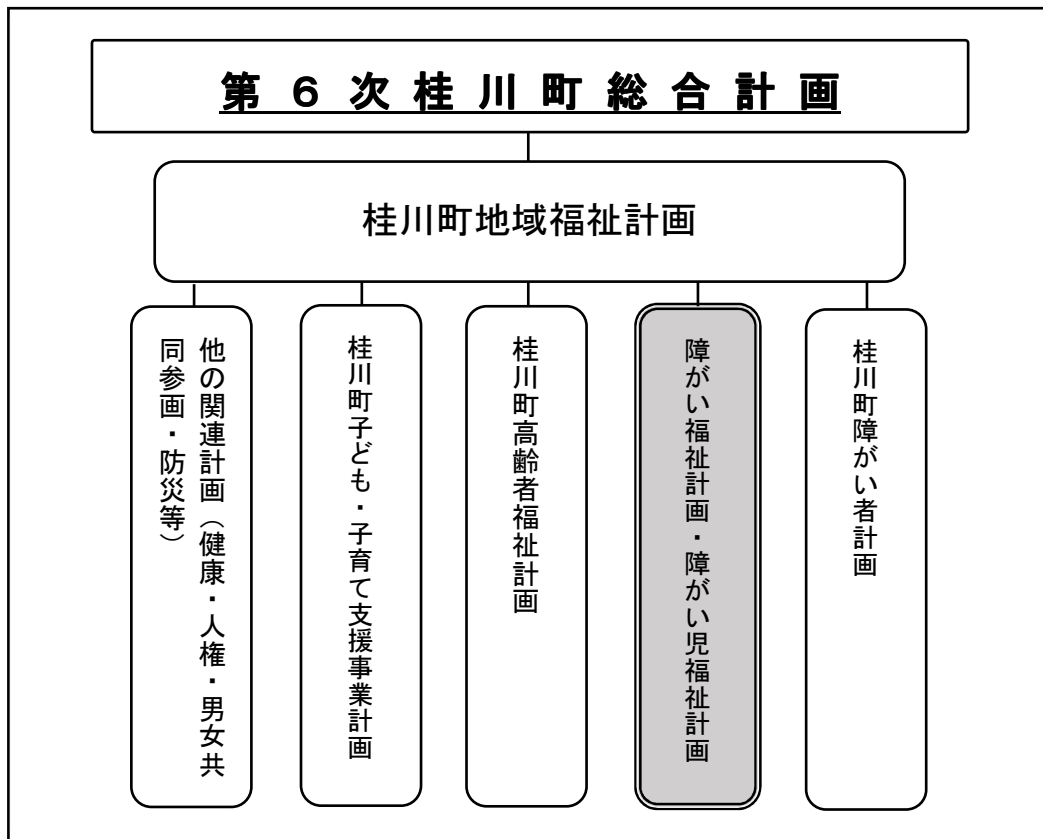 第６次桂川町総合計画
桂川町地域福祉計画
桂川町障がい者計画
障がい福祉計画・障がい児福祉計画
桂川町高齢者福祉計画
桂川町子ども・子育て支援事業計画
他の関連計画（健康・人権・男女共
同参画・防災等）